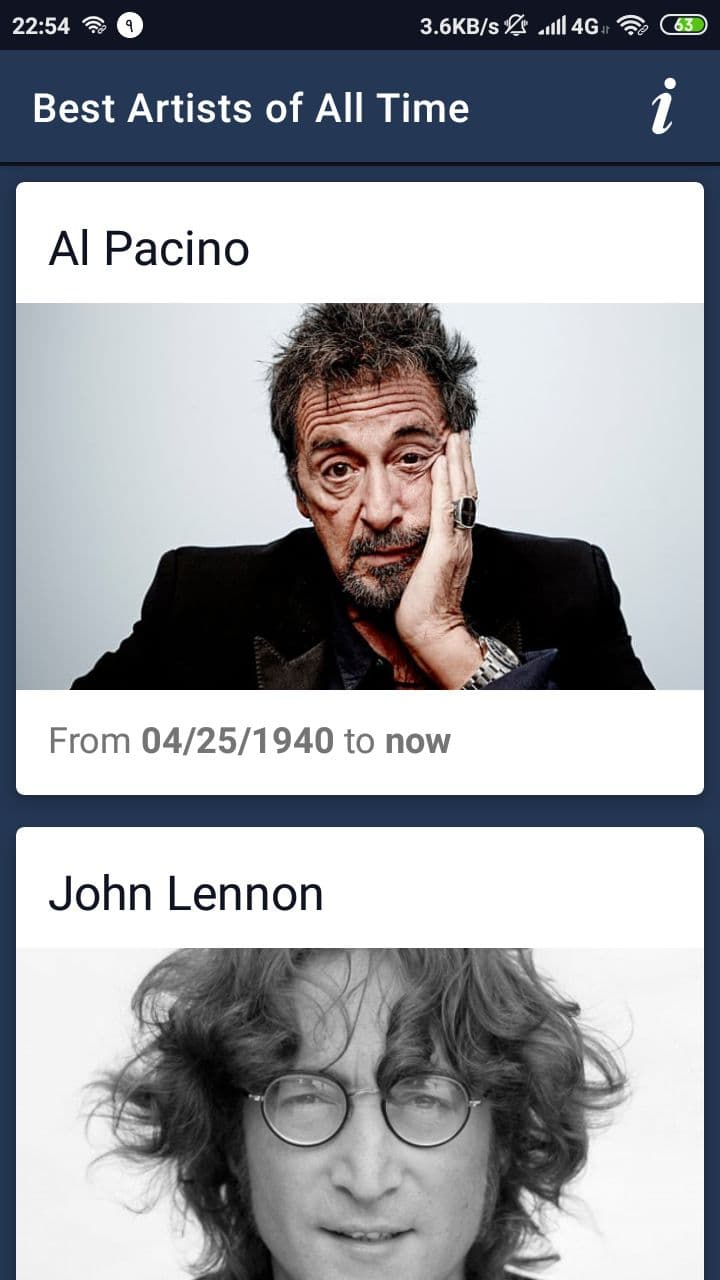 22:54 ۹ 3.6KB/s 4G 63
Best Artists of All Time i
Al Pacino
From 04/25/1940 to now
John Lennon